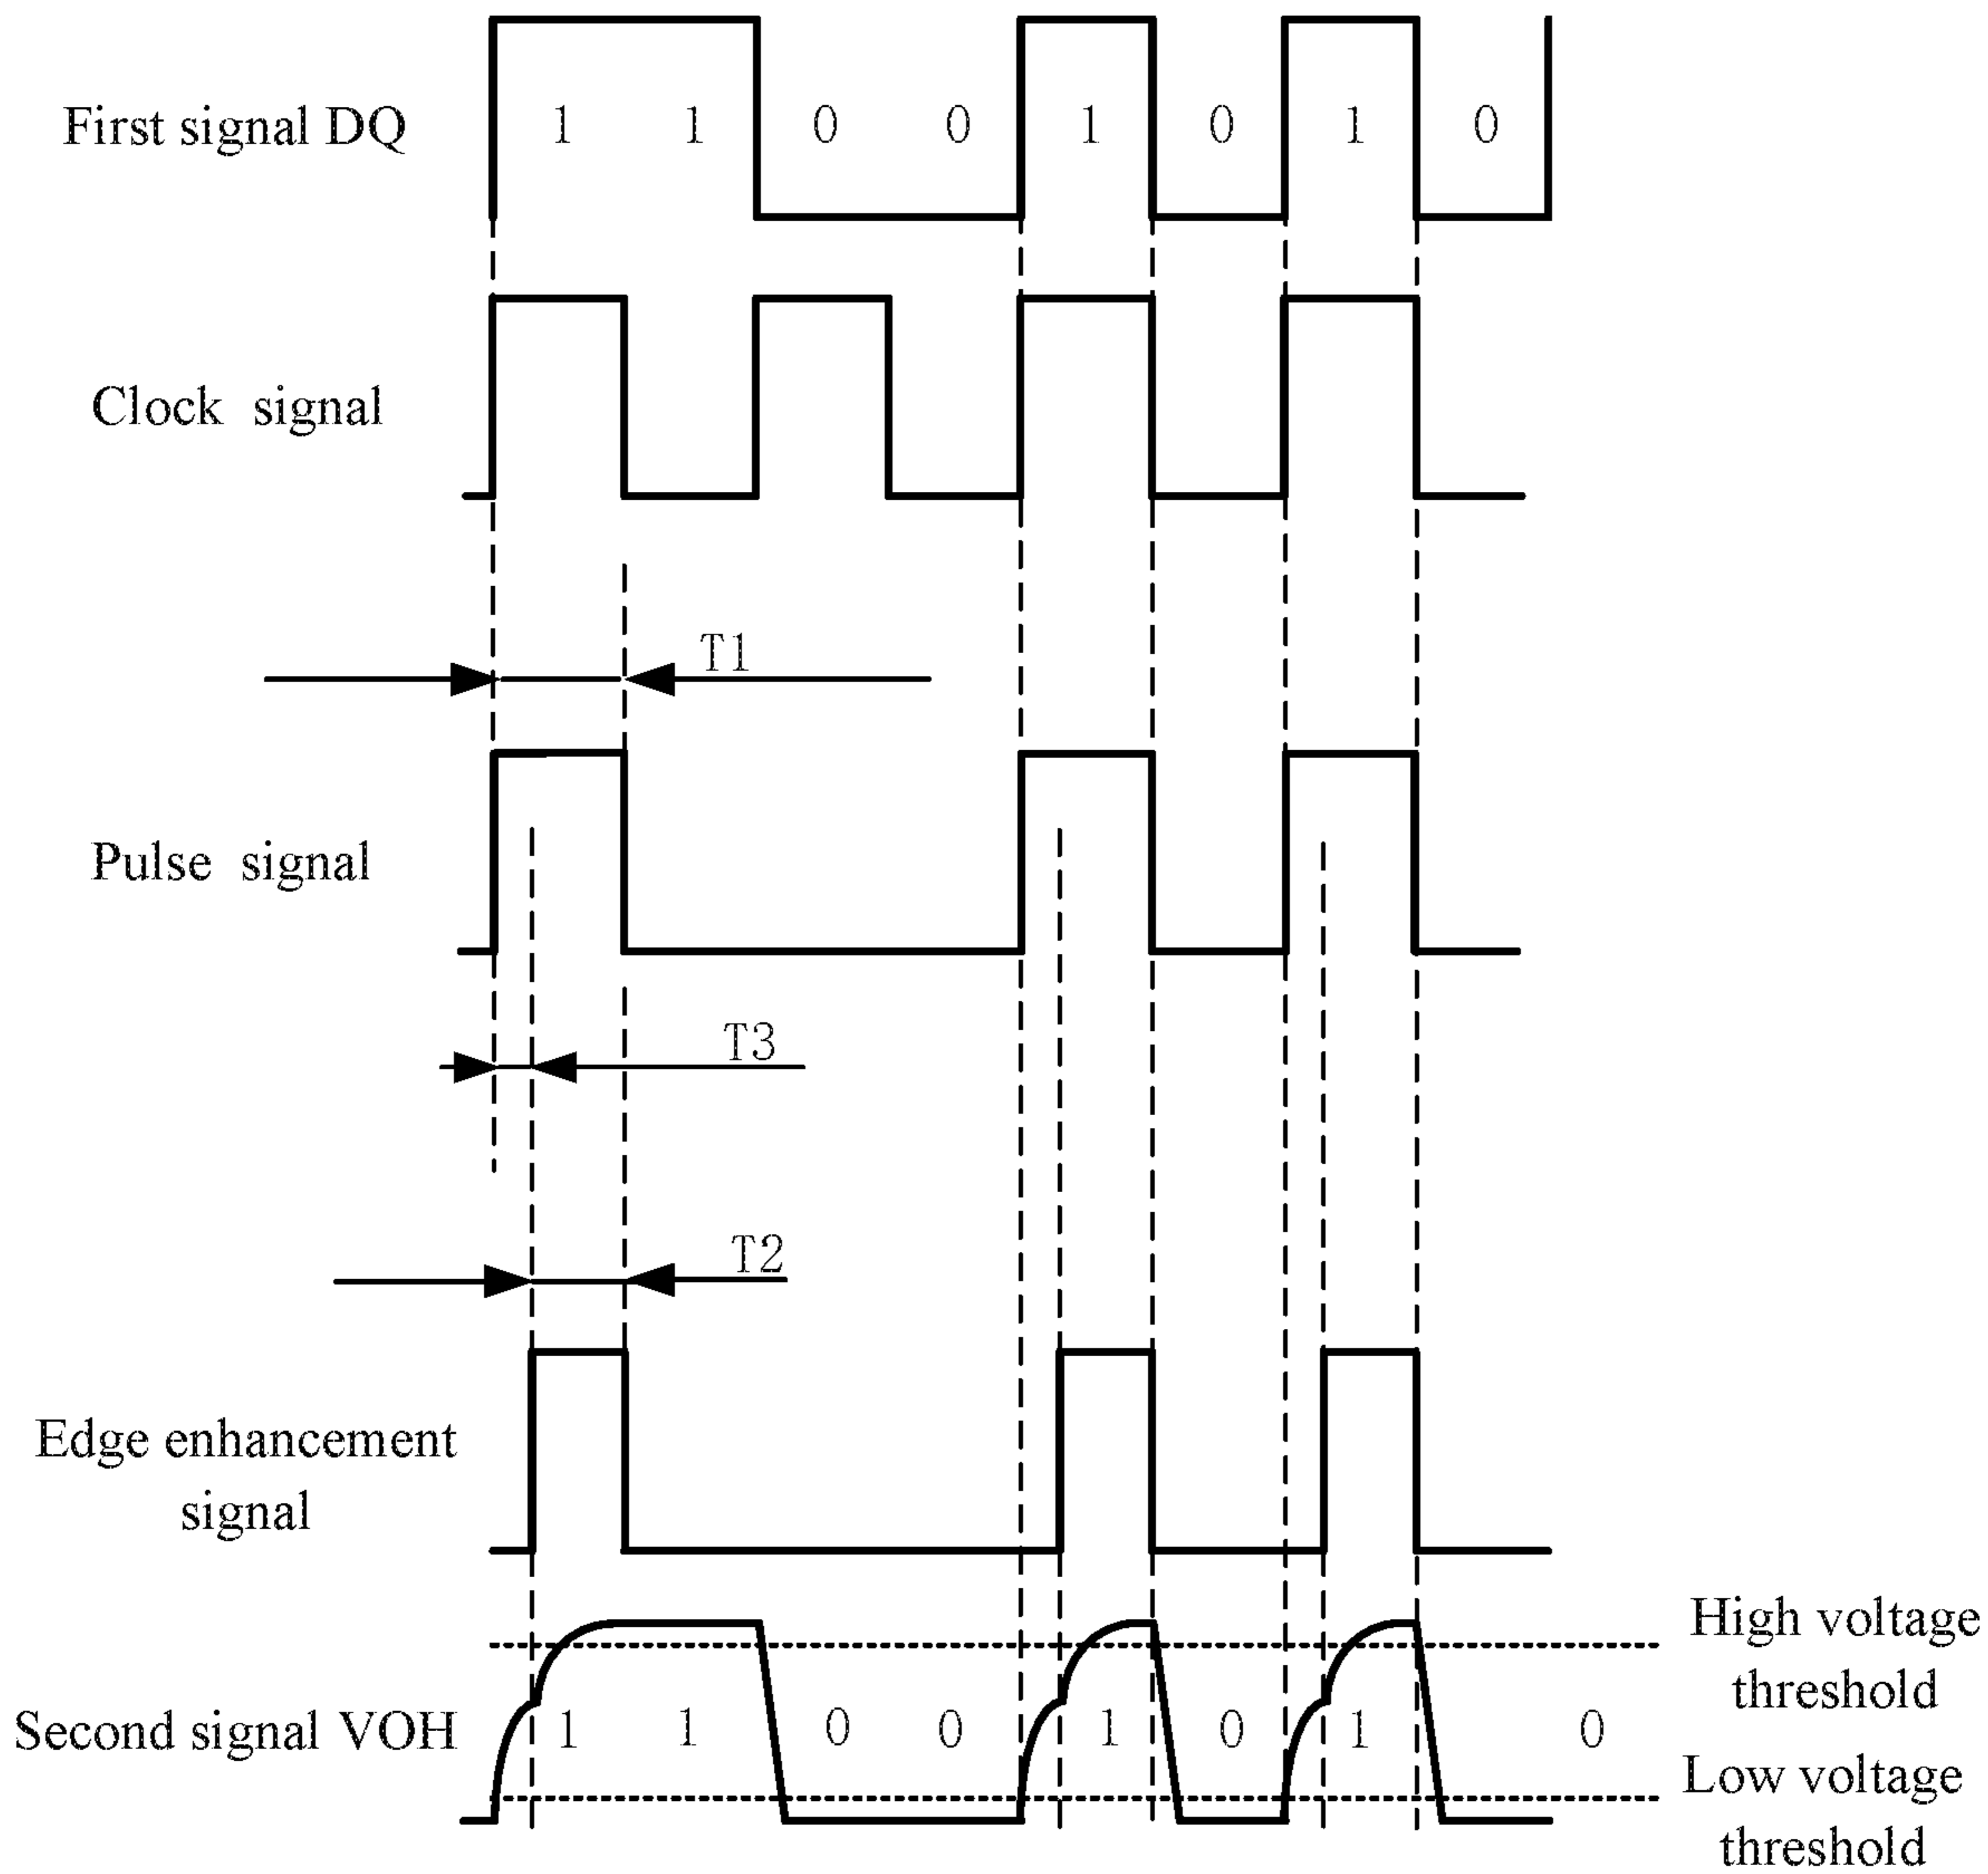 First signal DQ 1 1 0 0 1 0 1 0
Clock signal
T1
Pulse signal
T3
T2
Edge enhancement
signal
High voltage
threshold
Second signal VOH 1 1 0 0 1 0 1 0
Low voltage
threshold